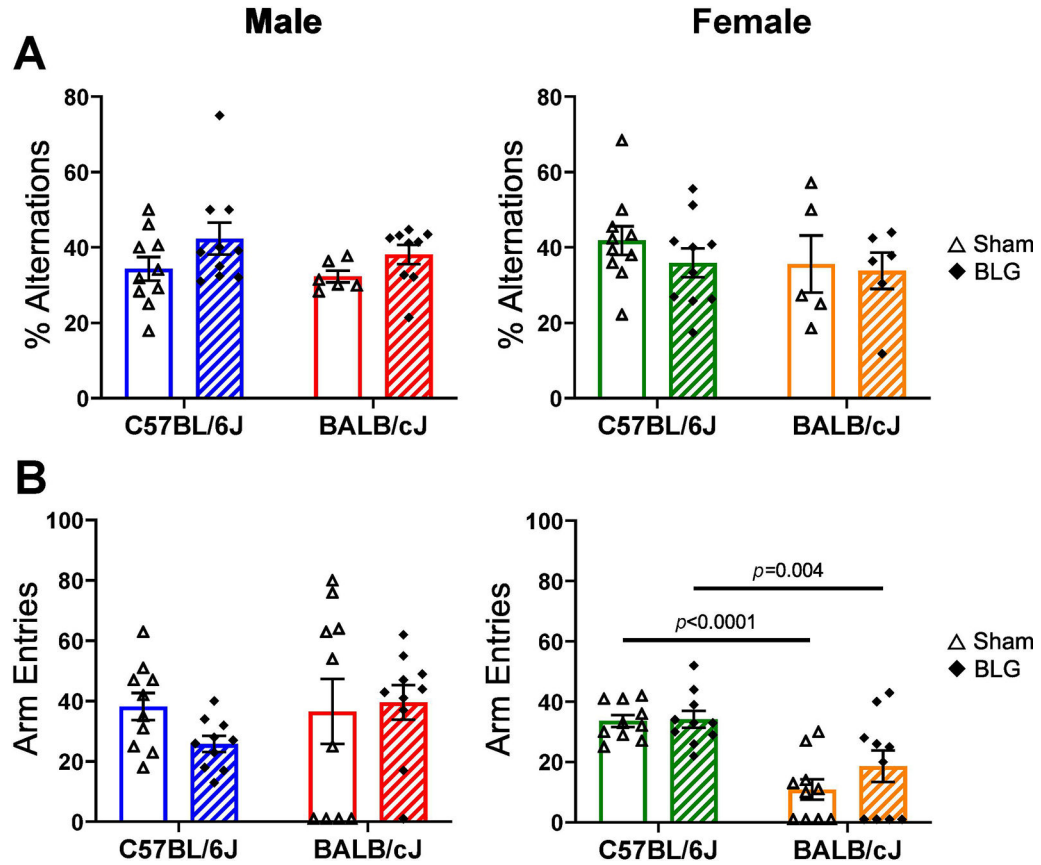 Male Female
A
% Alternations
80
60
40
20
0
C57BL/6J BALB/cJ
% Alternations
80
60
40
20
0
C57BL/6J BALB/cJ
Sham
BLG
B
Arm Entries
100
80
60
40
20
0
C57BL/6J BALB/cJ
Arm Entries
100
80
60
40
20
0
p=0.004
p<0.0001
C57BL/6J BALB/cJ
Sham
BLG